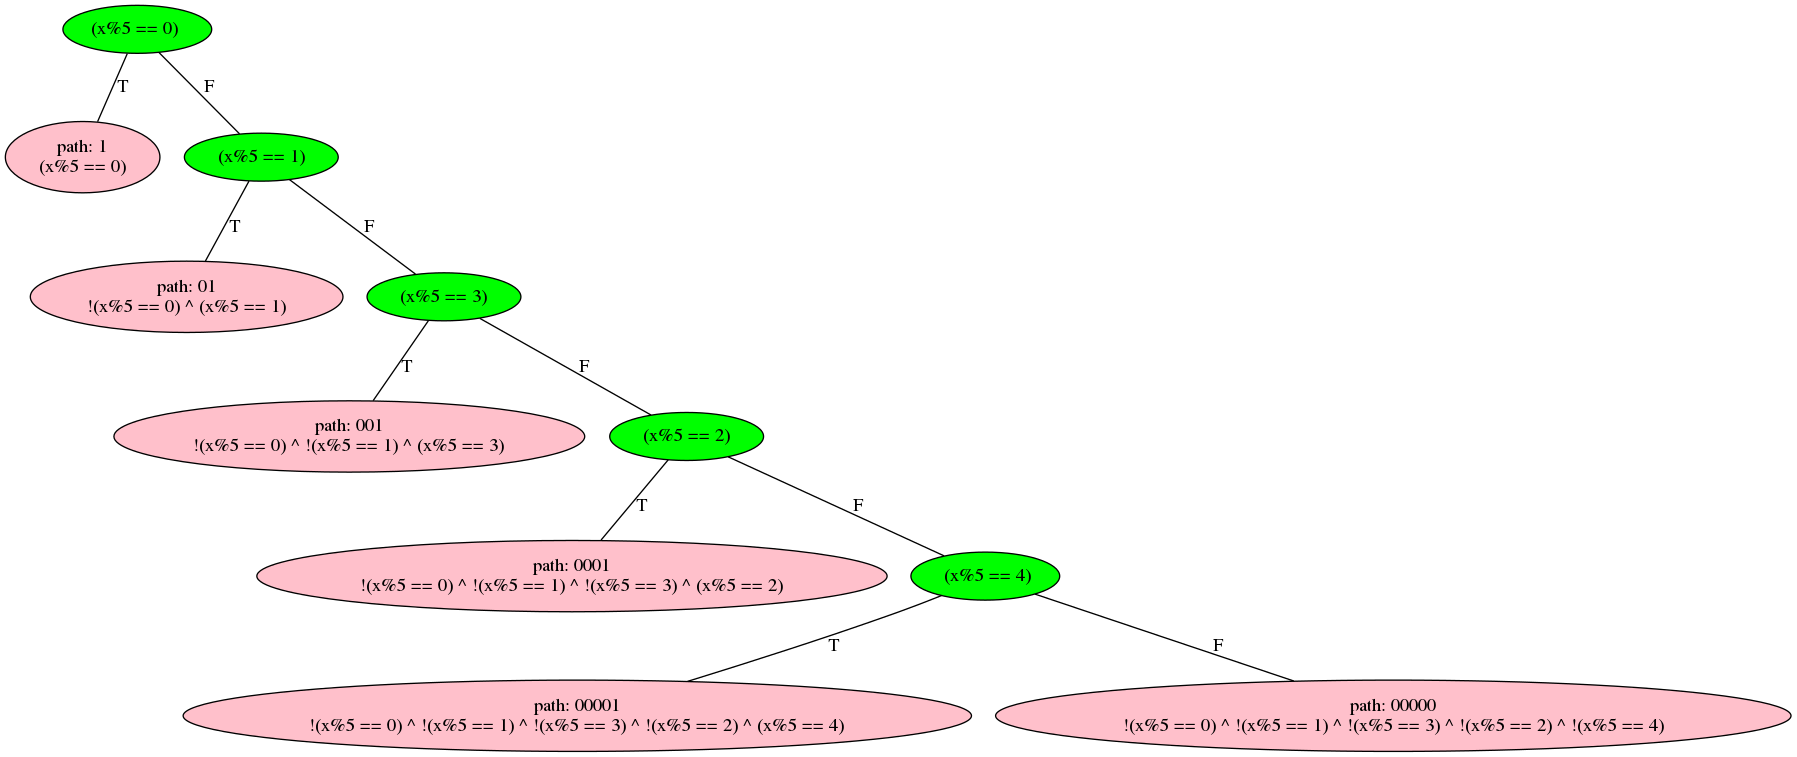 (x%5 == 0)
T
F
path: 1
(x%5 == 0)
(x%5 == 1)
T
F
path: 01
!(x%5 == 0) ^ (x%5 == 1)
(x%5 == 3)
T
F
path: 001
!(x%5 == 0) ^ !(x%5 == 1) ^ (x%5 == 3)
(x%5 == 2)
T
F
path: 0001
!(x%5 == 0) ^ !(x%5 == 1) ^ !(x%5 == 3) ^ (x%5 == 2)
(x%5 == 4)
T
F
path: 00001
!(x%5 == 0) ^ !(x%5 == 1) ^ !(x%5 == 3) ^ !(x%5 == 2) ^ (x%5 == 4)
path: 00000
!(x%5 == 0) ^ !(x%5 == 1) ^ !(x%5 == 3) ^ !(x%5 == 2) ^ !(x%5 == 4)